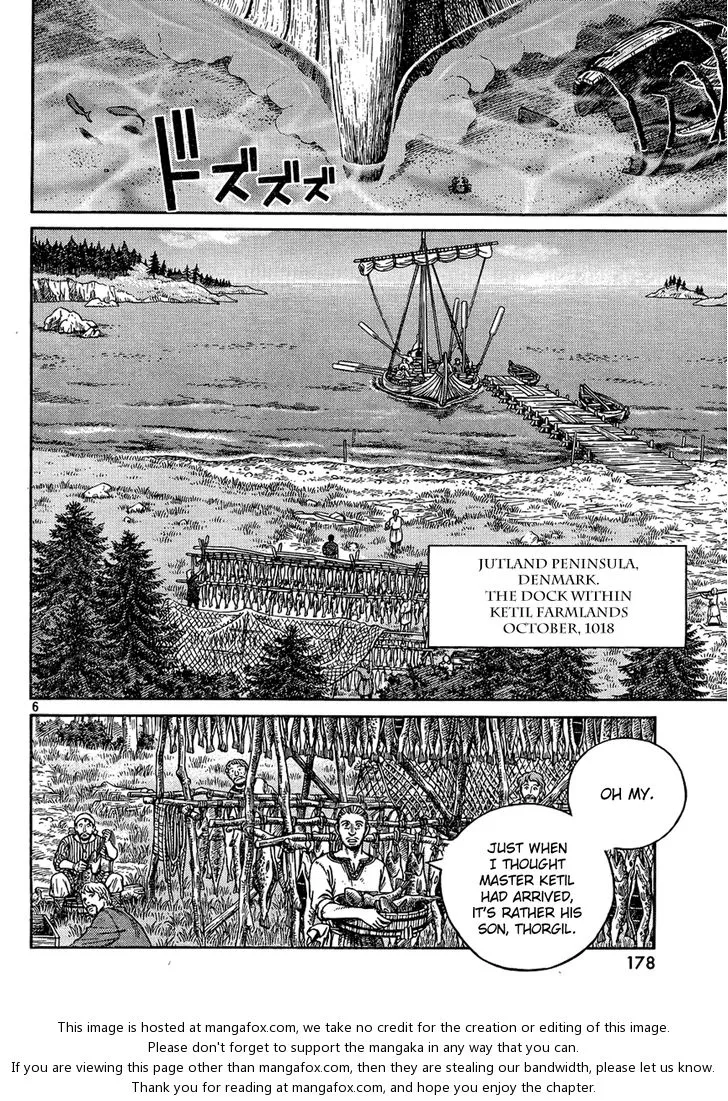 ドズズズ
JUTLAND PENINSULA,
DENMARK.
THE DOCK WITHIN
KETIL FARMLANDS
OCTOBER, 1018
6
OH MY.
JUST WHEN
I THOUGHT
MASTER KETIL
HAD ARRIVED,
IT'S RATHER HIS
SON, THORGIL.
178
This image is hosted at mangafox.com, we take no credit for the creation or editing of this image.
Please don't forget to support the mangaka in any way that you can.
If you are viewing this page other than mangafox.com, then they are stealing our bandwidth, please let us know.
Thank you for reading at mangafox.com, and hope you enjoy the chapter.